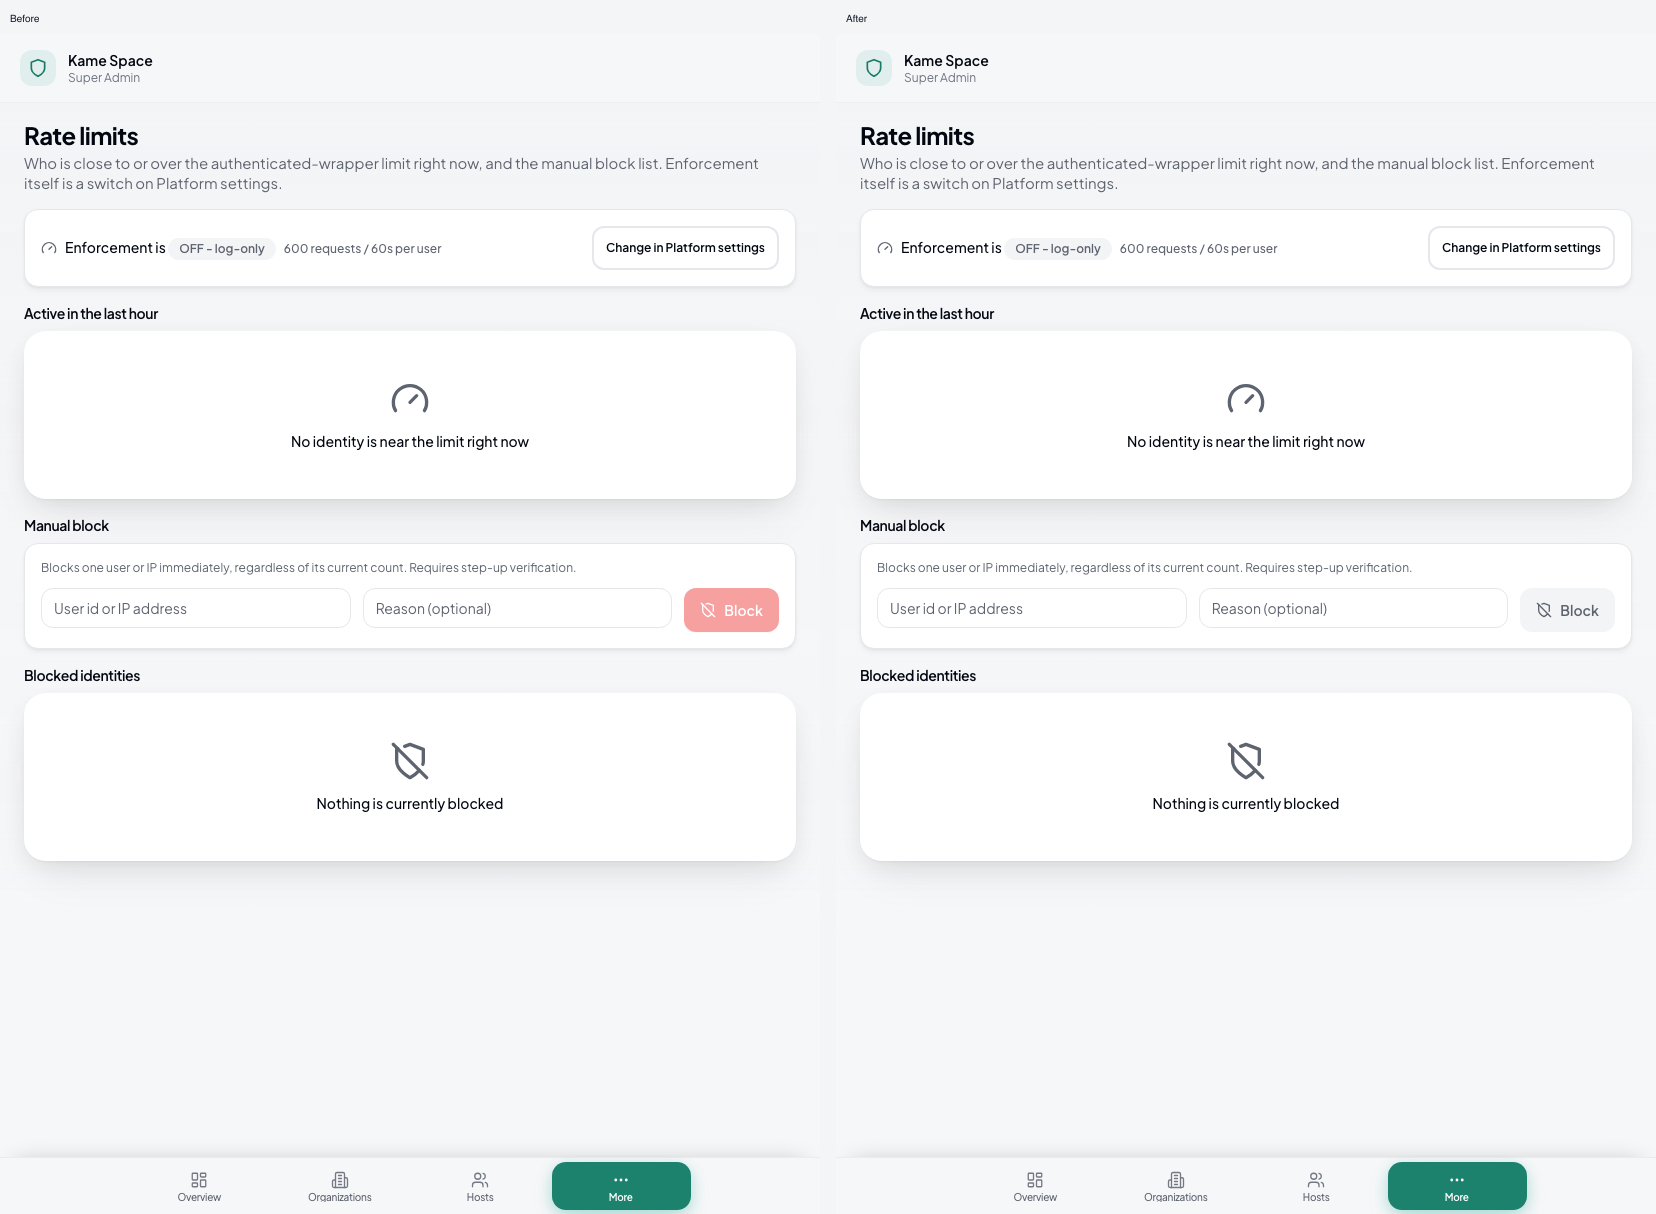 Before
Kame Space
Super Admin
Rate limits
Who is close to or over the authenticated-wrapper limit right now, and the manual block list. Enforcement
itself is a switch on Platform settings.
Enforcement is OFF - log-only 600 requests / 60s per user Change in Platform settings
Active in the last hour
No identity is near the limit right now
Manual block
Blocks one user or IP immediately, regardless of its current count. Requires step-up verification.
User id or IP address Reason (optional) Block
Blocked identities
Nothing is currently blocked
Overview Organizations Hosts More
After
Kame Space
Super Admin
Rate limits
Who is close to or over the authenticated-wrapper limit right now, and the manual block list. Enforcement
itself is a switch on Platform settings.
Enforcement is OFF - log-only 600 requests / 60s per user Change in Platform settings
Active in the last hour
No identity is near the limit right now
Manual block
Blocks one user or IP immediately, regardless of its current count. Requires step-up verification.
User id or IP address Reason (optional) Block
Blocked identities
Nothing is currently blocked
Overview Organizations Hosts More